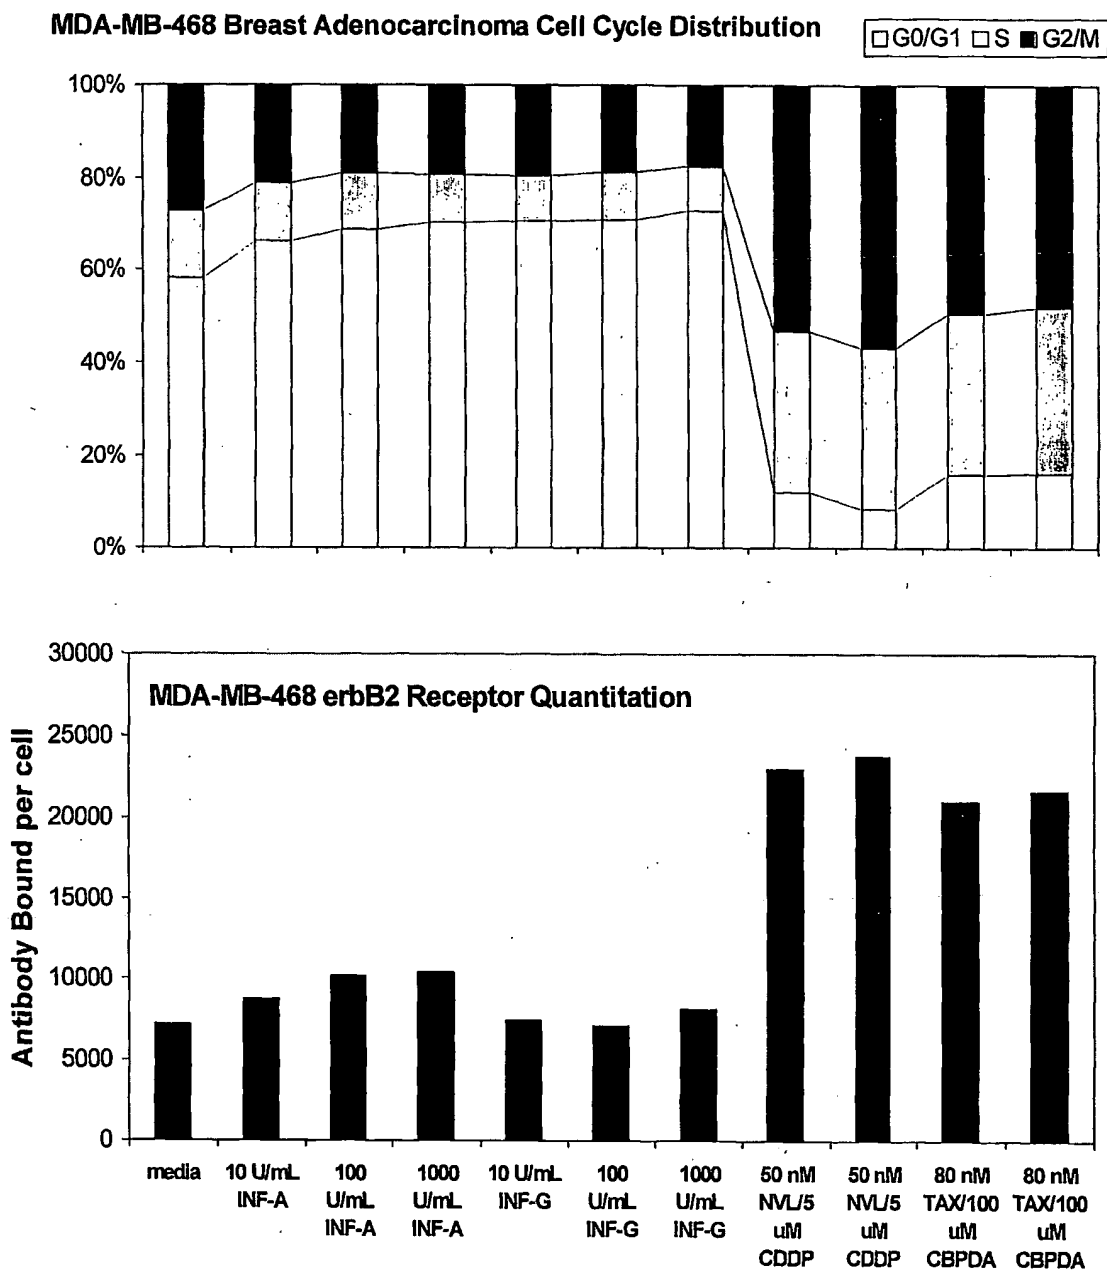 MDA-MB-468 Breast Adenocarcinoma Cell Cycle Distribution
G0/G1 S G2/M
100%
80%
60%
40%
20%
0%
30000
25000
20000
15000
10000
5000
0
Antibody Bound per cell
MDA-MB-468 erbB2 Receptor Quantitation
media
10 U/mL
INF-A
100
U/mL
INF-A
1000
U/mL
INF-A
10 U/mL
INF-G
100
U/mL
INF-G
1000
U/mL
INF-G
50 nM
NVL/5
uM
CDDP
50 nM
NVL/5
uM
CDDP
80 nM
TAX/100
uM
CBPDA
80 nM
TAX/100
uM
CBPDA